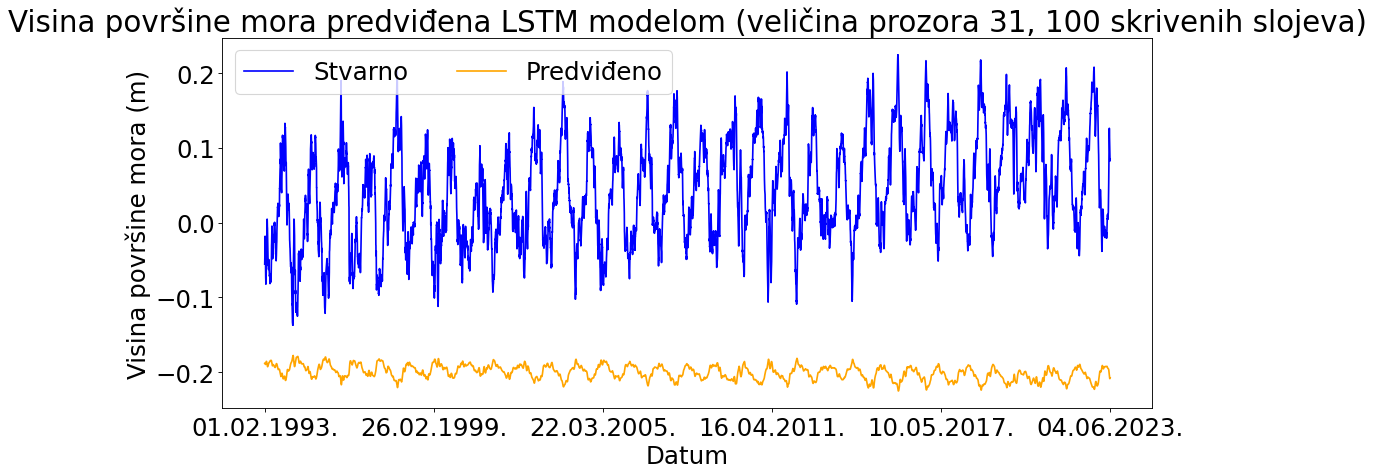 Visina površine mora predviđena LSTM modelom (veličina prozora 31, 100 skrivenih slojeva)
Stvarno Predviđeno
Visina površine mora (m)
0.2
0.1
0.0
−0.1
−0.2
01.02.1993. 26.02.1999. 22.03.2005. 16.04.2011. 10.05.2017. 04.06.2023.
Datum